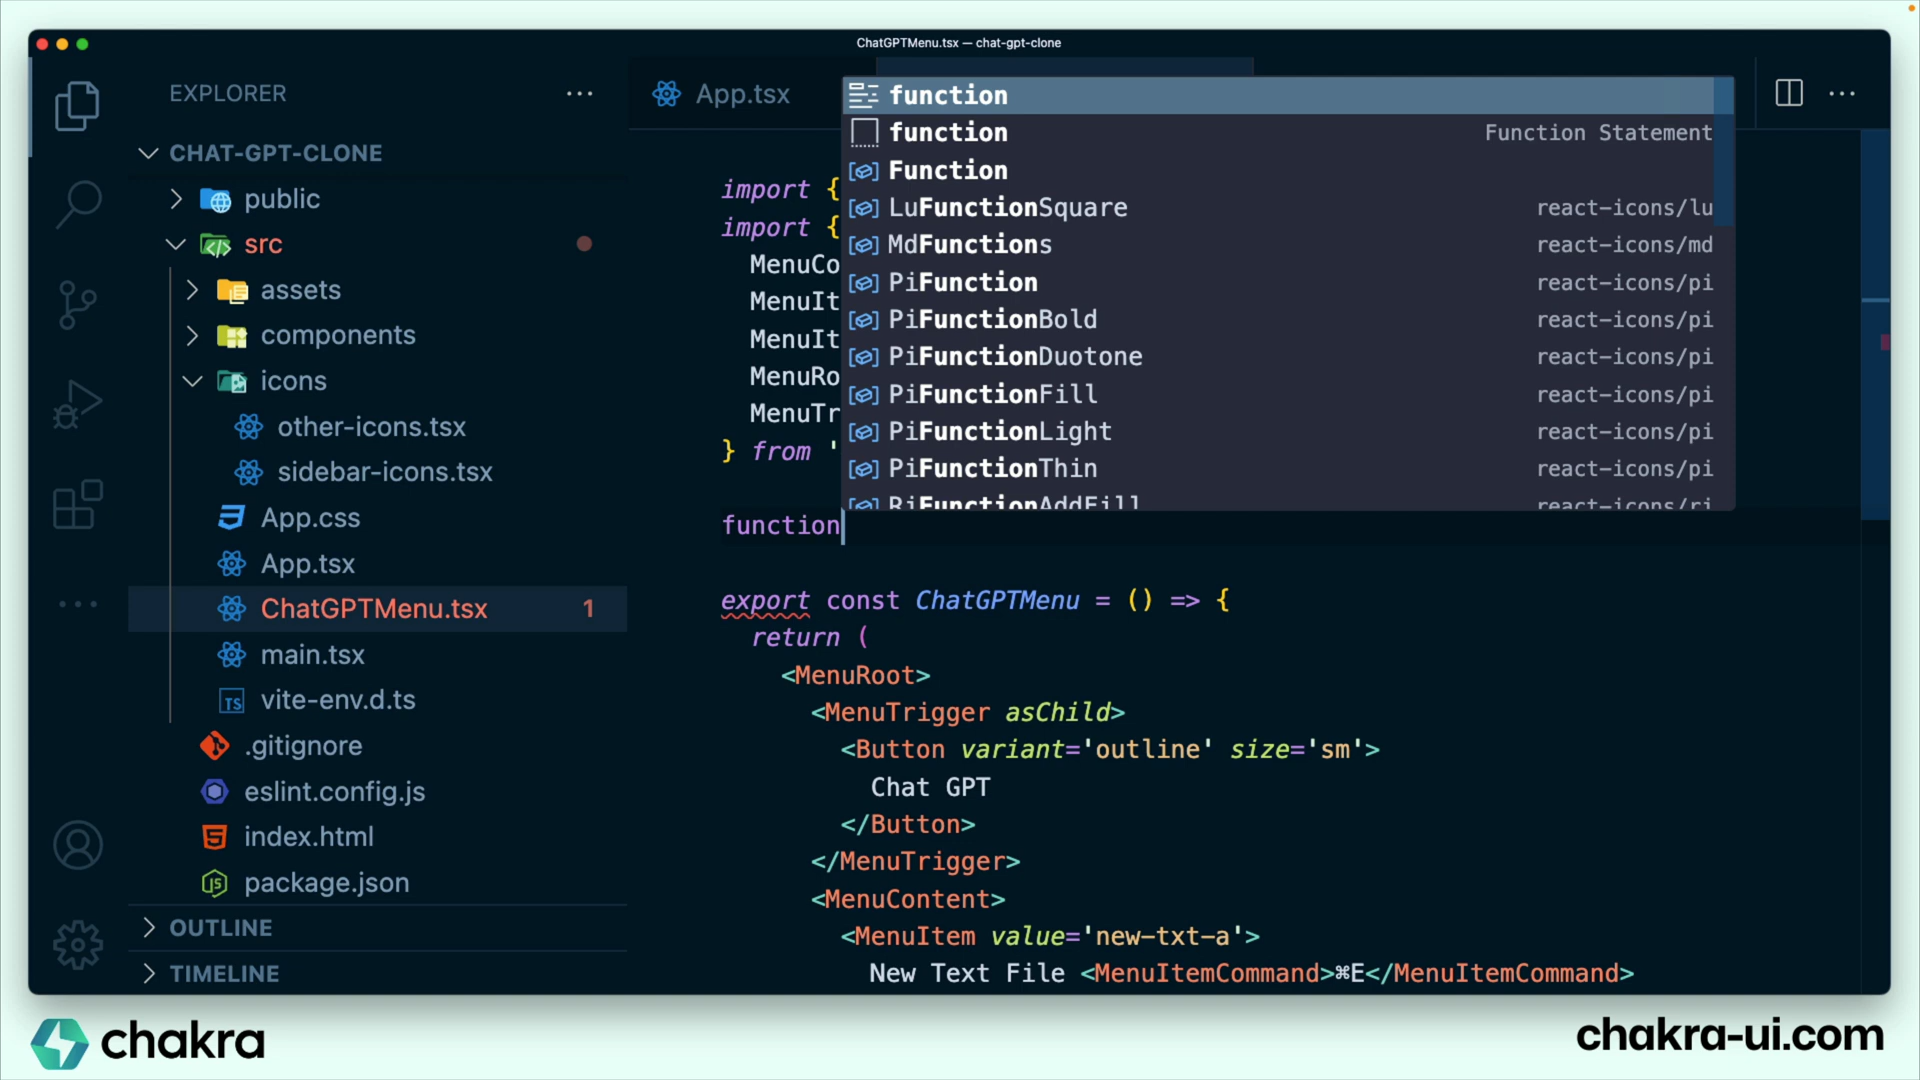 ChatGPTMenu.tsx — chat-gpt-clone
EXPLORER
CHAT-GPT-CLONE
public
src
assets
components
icons
other-icons.tsx
sidebar-icons.tsx
App.css
App.tsx
ChatGPTMenu.tsx 1
main.tsx
TS vite-env.d.ts
.gitignore
eslint.config.js
index.html
package.json
OUTLINE
TIMELINE
App.tsx
import {
import {
MenuCo
MenuIt
MenuIt
MenuRo
MenuTr
} from '
function
function
function Function Statement
Function
LuFunctionSquare react-icons/lu
MdFunctions react-icons/md
PiFunction react-icons/pi
PiFunctionBold react-icons/pi
PiFunctionDuotone react-icons/pi
PiFunctionFill react-icons/pi
PiFunctionLight react-icons/pi
PiFunctionThin react-icons/pi
RiFunctionAddFill react-icons/ri
export const ChatGPTMenu = () => {
return (
<MenuRoot>
<MenuTrigger asChild>
<Button variant='outline' size='sm'>
Chat GPT
</Button>
</MenuTrigger>
<MenuContent>
<MenuItem value='new-txt-a'>
New Text File <MenuItemCommand>⌘E</MenuItemCommand>
chakra
chakra-ui.com